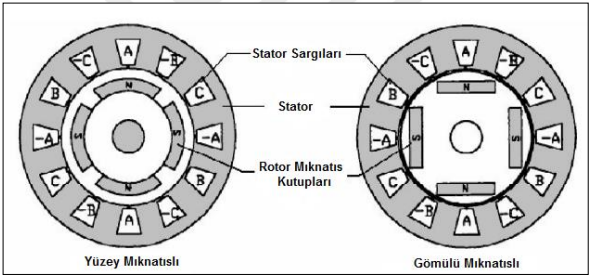 A
-B
C
-A
B
-C
A
-B
C
-A
B
-C
N
S
N
S
Stator Sargıları
Stator
Rotor Mıknatıs
Kutupları
A
-B
C
-A
B
-C
A
-B
C
-A
B
-C
N
S
N
S
Yüzey Mıknatıslı
Gömülü Mıknatıslı